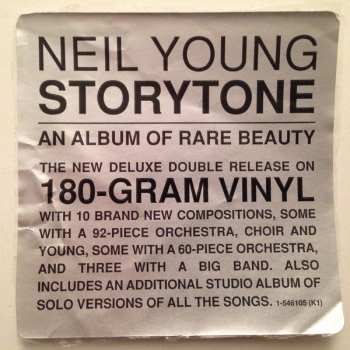 NEIL YOUNG
STORYTONE
AN ALBUM OF RARE BEAUTY
THE NEW DELUXE DOUBLE RELEASE ON
180-GRAM VINYL
WITH 10 BRAND NEW COMPOSITIONS, SOME
WITH A 92-PIECE ORCHESTRA, CHOIR AND
YOUNG, SOME WITH A 60-PIECE ORCHESTRA,
AND THREE WITH A BIG BAND. ALSO
INCLUDES AN ADDITIONAL STUDIO ALBUM OF
SOLO VERSIONS OF ALL THE SONGS. 1-546105 (K1)